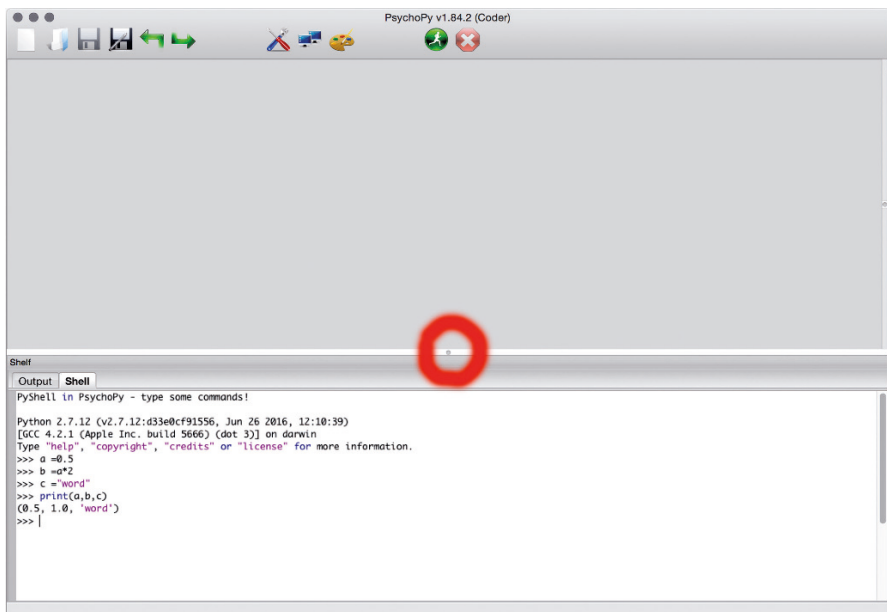 PsychoPy v1.84.2 (Coder)
Shelf
Output Shell
PyShell in PsychoPy - type some commands!
Python 2.7.12 (v2.7.12:d33e0cf91556, Jun 26 2016, 12:10:39)
[GCC 4.2.1 (Apple Inc. build 5666) (dot 3)] on darwin
Type "help", "copyright", "credits" or "license" for more information.
>>> a =0.5
>>> b =a*2
>>> c ="word"
>>> print(a,b,c)
(0.5, 1.0, 'word')
>>>